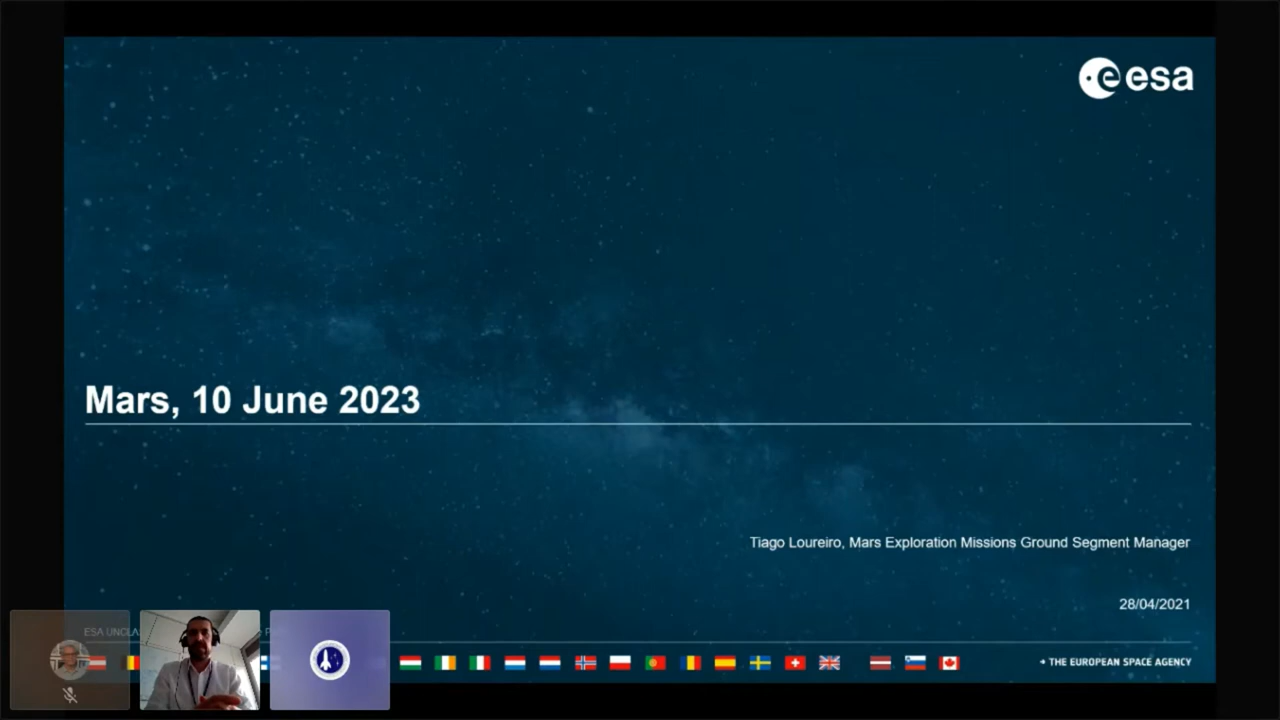 esa
Mars, 10 June 2023
Tiago Loureiro, Mars Exploration Missions Ground Segment Manager
28/04/2021
ESA
THE EUROPEAN SPACE AGENCY